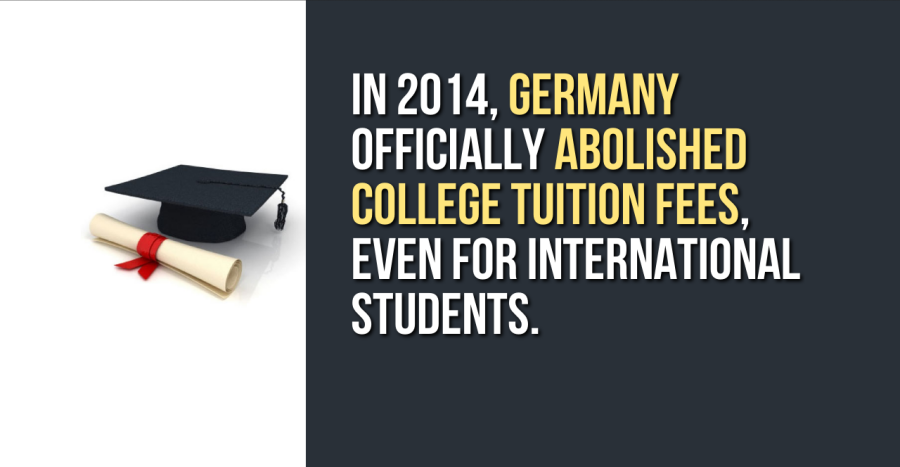 IN 2014, GERMANY
OFFICIALLY ABOLISHED
COLLEGE TUITION FEES,
EVEN FOR INTERNATIONAL
STUDENTS.